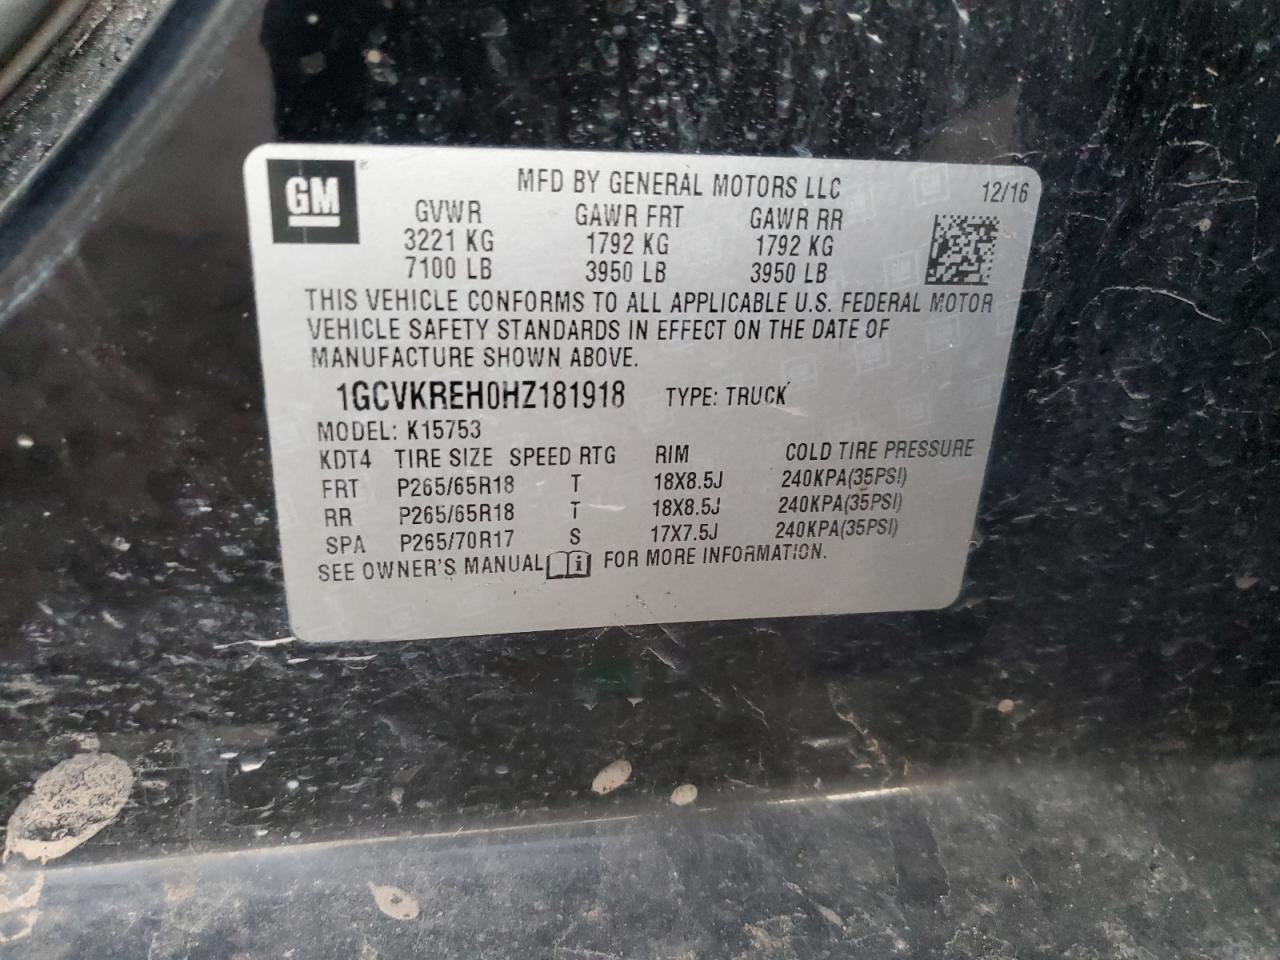 GM
MFD BY GENERAL MOTORS LLC 12/16
GVWR GAWR FRT GAWR RR
3221 KG 1792 KG 1792 KG
7100 LB 3950 LB 3950 LB
THIS VEHICLE CONFORMS TO ALL APPLICABLE U.S. FEDERAL MOTOR
VEHICLE SAFETY STANDARDS IN EFFECT ON THE DATE OF
MANUFACTURE SHOWN ABOVE.
1GCVKREH0HZ181918 TYPE: TRUCK
MODEL: K15753
KDT4 TIRE SIZE SPEED RTG RIM COLD TIRE PRESSURE
FRT P265/65R18 T 18X8.5J 240KPA(35PSI)
RR P265/65R18 T 18X8.5J 240KPA(35PSI)
SPA P265/70R17 S 17X7.5J 240KPA(35PSI)
SEE OWNER'S MANUAL i FOR MORE INFORMATION.